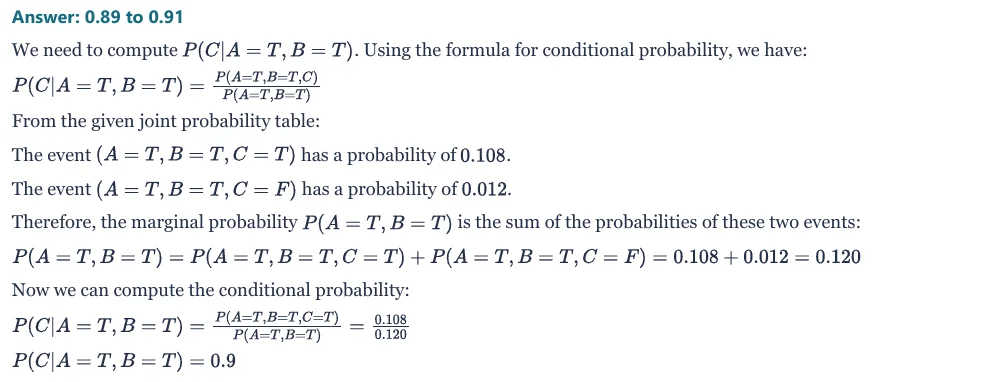 Answer: 0.89 to 0.91
We need to compute P(C|A = T, B = T). Using the formula for conditional probability, we have:
P(C|A = T, B = T) = P(A=T,B=T,C) / P(A=T,B=T)
From the given joint probability table:
The event (A = T, B = T, C = T) has a probability of 0.108.
The event (A = T, B = T, C = F) has a probability of 0.012.
Therefore, the marginal probability P(A = T, B = T) is the sum of the probabilities of these two events:
P(A = T, B = T) = P(A = T, B = T, C = T) + P(A = T, B = T, C = F) = 0.108 + 0.012 = 0.120
Now we can compute the conditional probability:
P(C|A = T, B = T) = P(A=T,B=T,C=T) / P(A=T,B=T) = 0.108 / 0.120
P(C|A = T, B = T) = 0.9